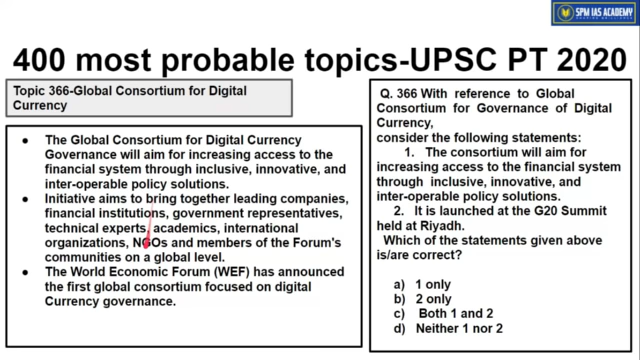 SPM IAS ACADEMY
400 most probable topics-UPSC PT 2020
Topic 366-Global Consortium for Digital
Currency
● The Global Consortium for Digital Currency
Governance will aim for increasing access to the
financial system through inclusive, innovative, and
inter-operable policy solutions.
● Initiative aims to bring together leading companies,
financial institutions, government representatives,
technical experts, academics, international
organizations, NGOs and members of the Forum's
communities on a global level.
● The World Economic Forum (WEF) has announced
the first global consortium focused on digital
Currency governance.
Q. 366 With reference to Global
Consortium for Governance of Digital
Currency,
consider the following statements:
1. The consortium will aim for
increasing access to the financial system
through inclusive, innovative, and
inter-operable policy solutions.
2. It is launched at the G20 Summit
held at Riyadh.
Which of the statements given above
is/are correct?
a) 1 only
b) 2 only
c) Both 1 and 2
d) Neither 1 nor 2